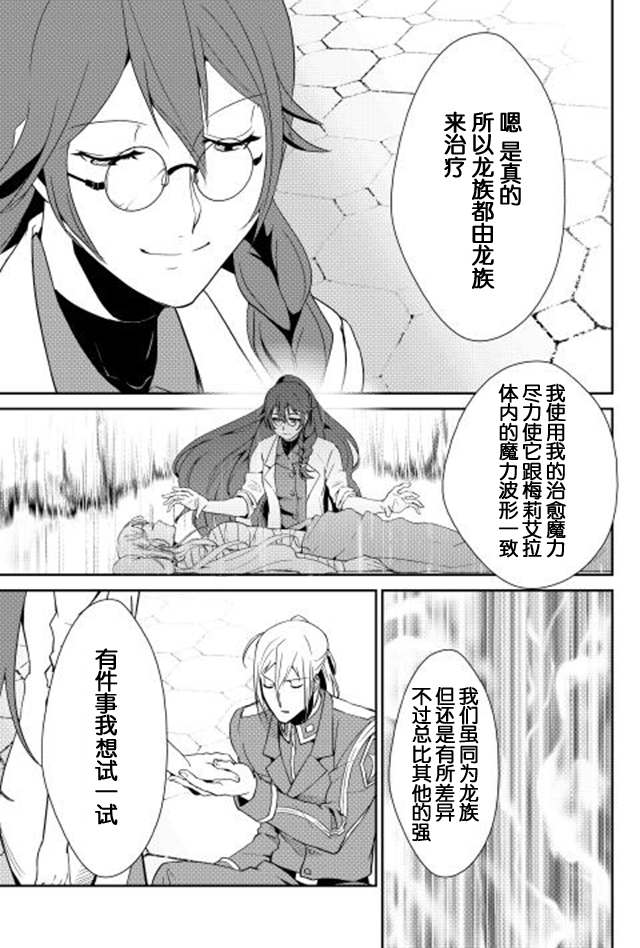 嗯 是真的
所以龙族都由龙族
来治疗
我使用我的治愈魔力
尽力使它跟梅莉艾拉
体内的魔力波形一致
我们虽同为龙族
但还是有所差异
不过总比其他的强
有件事我想试一试